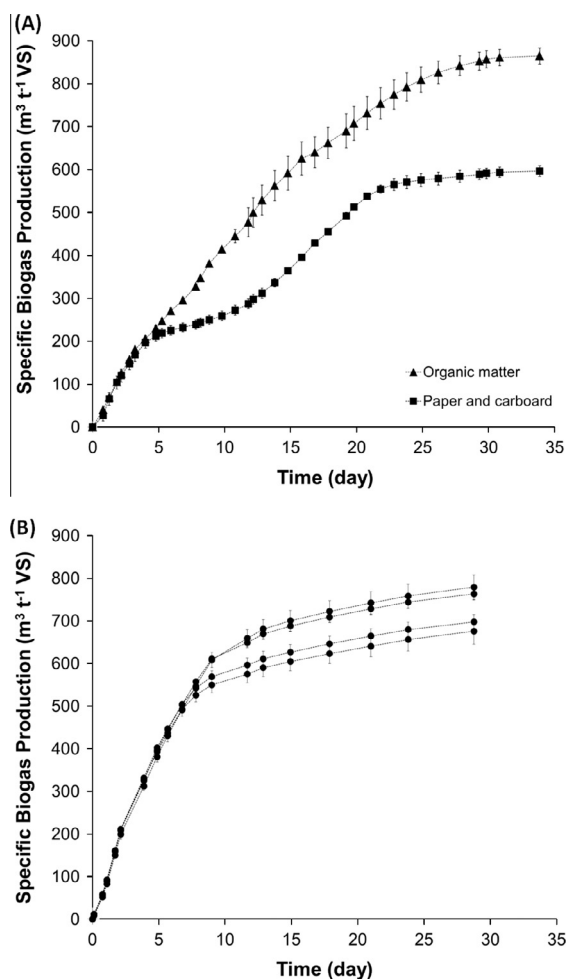 (A)
900
800
700
600
500
400
300
200
100
0
Specific Biogas Production (m³ t⁻¹ VS)
Organic matter
Paper and carboard
0 5 10 15 20 25 30 35
Time (day)
(B)
900
800
700
600
500
400
300
200
100
0
Specific Biogas Production (m³ t⁻¹ VS)
0 5 10 15 20 25 30 35
Time (day)